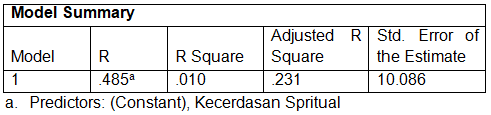 Model Summary
Model R R Square Adjusted R Square Std. Error of the Estimate
1 .485a .010 .231 10.086
a. Predictors: (Constant), Kecerdasan Spritual